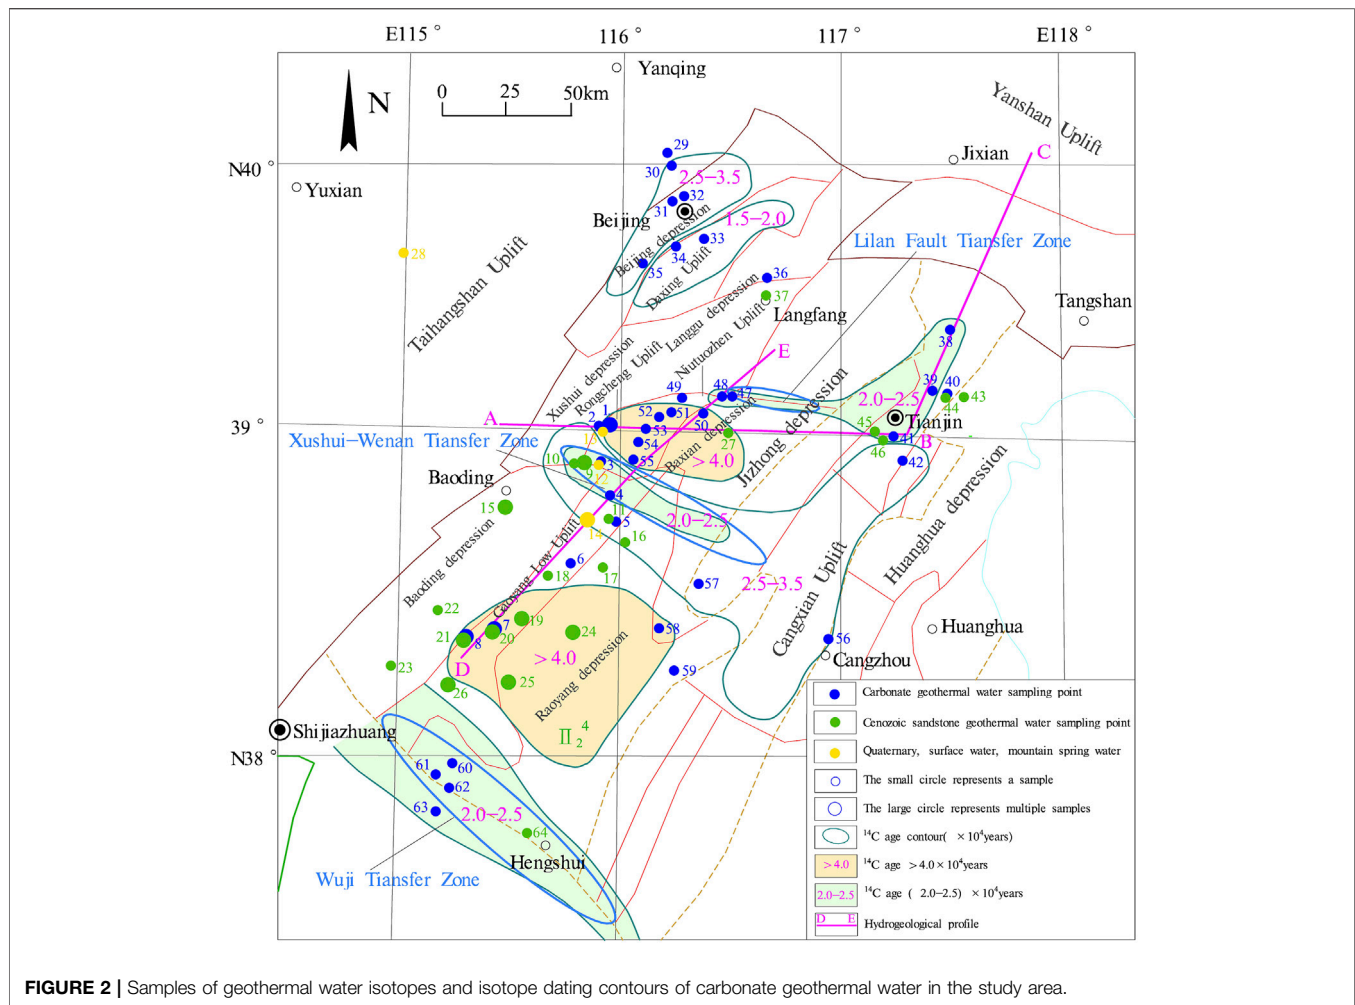 E115°
116°
117°
E118°
Yanqing
0 25 50km
N
Yanshan Uplift
C
Jixian
N40°
Yuxian
29
30
2.5-3.5
32
31
Beijing
1.5-2.0
33
34
35
Beijing depression
Daxing Uplift
Lilan Fault Tiansfer Zone
28
Taihangshan Uplift
36
37
Langfang
Tangshan
Langgu depression
Niutuozhen Uplift
Xushui depression
Rongcheng Uplift
E
38
39
40
43
44
2.0-2.5
Tianjin
45
46
41
B
42
49
48
47
52
51
50
53
54
55
27
1
2
13
A
39°
Xushui-Wenan Transfer Zone
Baxian depression
>4.0
Jizhong depression
10
9
3
12
Baoding
15
4
11
5
14
16
2.0-2.5
Huanghua depression
Baoding depression
Gaoyang Low Uplift
6
18
17
57
2.5-3.5
Cangxian Uplift
22
21
8
7
20
19
24
58
56
Huanghua
Cangzhou
23
D
>4.0
26
25
59
Raoyang depression
Π₂⁴
Shijiazhuang
N38°
61
60
62
63
2.0-2.5
64
Hengshui
Wuji Tiansfer Zone
Carbonate geothermal water sampling point
Cenozoic sandstone geothermal water sampling point
Quaternary, surface water, mountain spring water
The small circle represents a sample
The large circle represents multiple samples
¹⁴C age contour( ×10⁴years)
>4.0 ¹⁴C age >4.0×10⁴years
2.0-2.5 ¹⁴C age ( 2.0-2.5) ×10⁴years
D E Hydrogeological profile
FIGURE 2 | Samples of geothermal water isotopes and isotope dating contours of carbonate geothermal water in the study area.